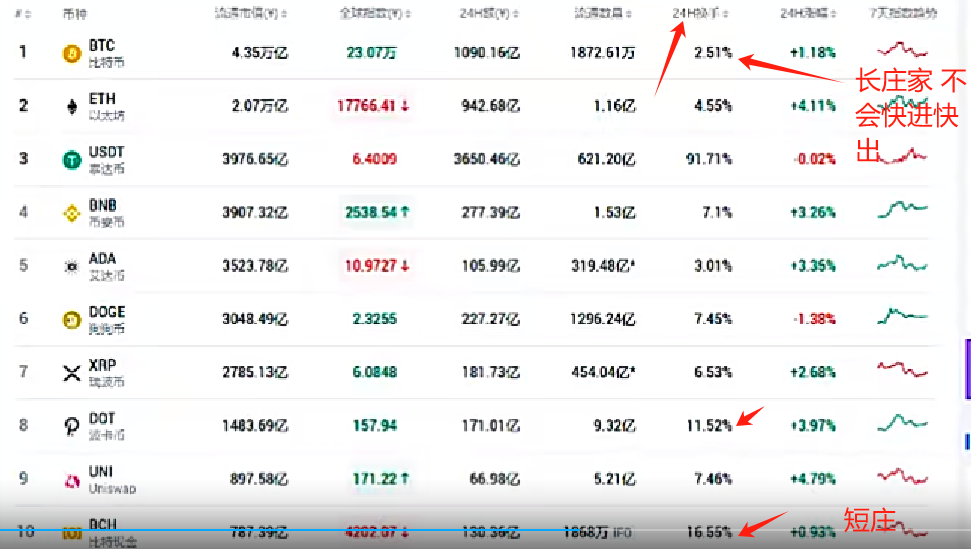 # 币种 流通市值(¥) 全球指数(¥) 24H额(¥) 流通数量 24H换手 24H涨幅 7天指数趋势
1 BTC 4.35万亿 23.07万 1090.16亿 1872.61万 2.51% +1.18%
比特币
长庄家 不
会快进快
出
2 ETH 2.07万亿 17766.41↓ 942.68亿 1.16亿 4.55% +4.11%
以太坊
3 USDT 3976.65亿 6.4009 3650.46亿 621.20亿 91.71% -0.02%
泰达币
4 BNB 3907.32亿 2538.54↑ 277.39亿 1.53亿 7.1% +3.26%
币安币
5 ADA 3523.78亿 10.9727↓ 105.99亿 319.48亿* 3.01% +3.35%
艾达币
6 DOGE 3048.49亿 2.3255 227.27亿 1296.24亿 7.45% -1.38%
狗狗币
7 XRP 2785.13亿 6.0848 181.73亿 454.04亿* 6.53% +2.68%
瑞波币
8 DOT 1483.69亿 157.94 171.01亿 9.32亿 11.52% +3.97%
波卡币
9 UNI 897.58亿 171.22↑ 66.98亿 5.21亿 7.46% +4.79%
Uniswap
10 BCH 787.39亿 4202.07↓ 130.36亿 1868万 IFO 16.55% +0.93%
比特现金
短庄